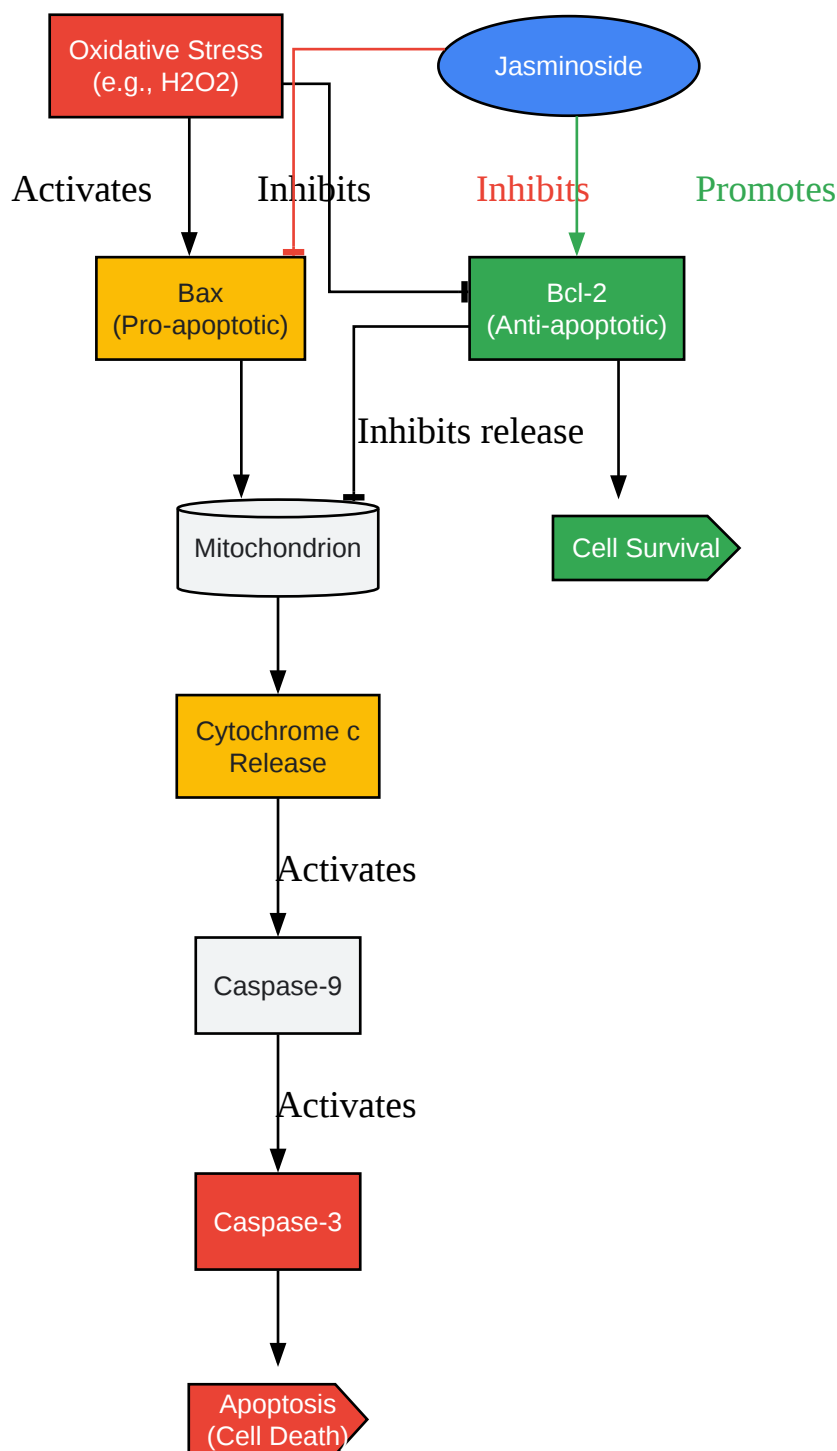 Oxidative Stress
(e.g., H2O2)
Jasminoside
Activates
Inhibits
Inhibits
Promotes
Bax
(Pro-apoptotic)
Bcl-2
(Anti-apoptotic)
Inhibits release
Mitochondrion
Cell Survival
Cytochrome c
Release
Activates
Caspase-9
Activates
Caspase-3
Apoptosis
(Cell Death)